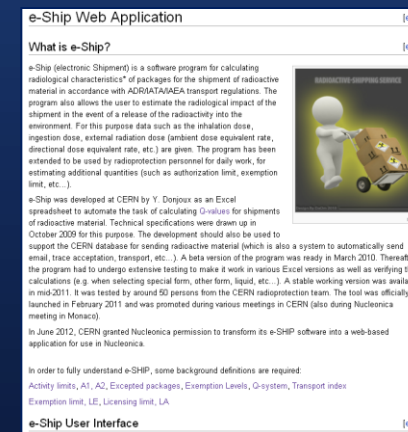 e-Ship Web Application
What is e-Ship?
e-Ship (electronic Shipment) is a software program for calculating
radiological characteristics* of packages for the shipment of radioactive
material in accordance with ADR/IATA/IAEA transport regulations. The
program also allows the user to estimate the radiological impact of the
shipment in the event of a release of the radioactivity into the
environment. For this purpose data such as the inhalation dose,
ingestion dose, external radiation dose (ambient dose equivalent rate,
directional dose equivalent rate, etc.) are given. The program has been
extended to be used by radioprotection personnel for daily work, for
estimating additional quantities (such as authorization limit, exemption
limit, etc...).
RADIOACTIVE-SHIPPING SERVICE
e-Ship was developed at CERN by Y. Donjoux as an Excel
spreadsheet to automate the task of calculating Q-values for shipments
of radioactive material. Technical specifications were drawn up in
October 2009 for this purpose. The development should also be used to
support the CERN database for sending radioactive material (which is also a system to automatically send
email, trace acceptation, transport, etc...). A beta version of the program was ready in March 2010. Thereaft
the program had to undergo extensive testing to make it work in various Excel versions as well as verifying t
calculations (e.g. when selecting special form, other form, liquid, etc...). A stable working version was availa
in mid-2011. It was tested by around 50 persons from the CERN radioprotection team. The tool was officially
launched in February 2011 and was promoted during various meetings in CERN (also during Nucleonica
meeting in Monaco).
In June 2012, CERN granted Nucleonica permission to transform its e-SHIP software into a web-based
application for use in Nucleonica.
In order to fully understand e-SHIP, some background definitions are required:
Activity limits, A1, A2, Excepted packages, Exemption Levels, Q-system, Transport index
Exemption limit, LE, Licensing limit, LA
e-Ship User Interface